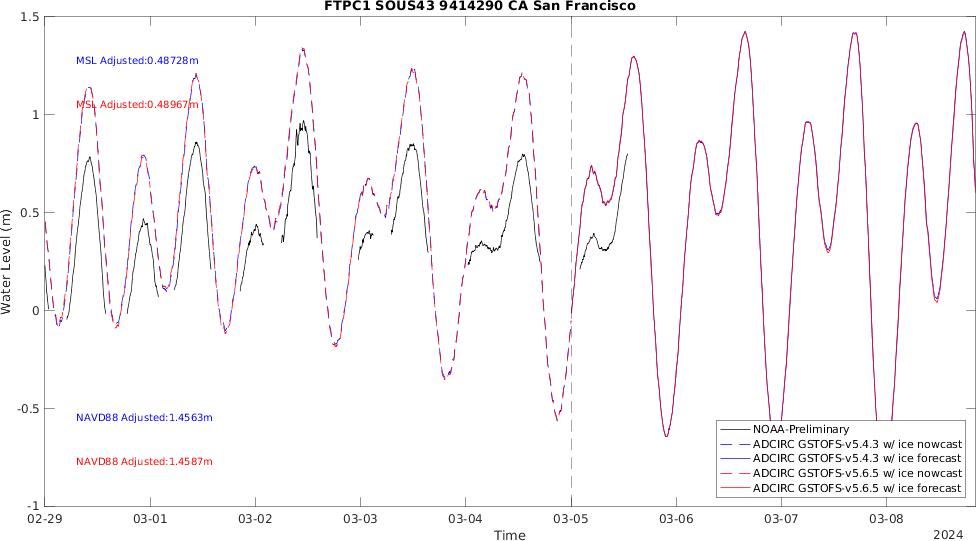 FTPC1 SOUS43 9414290 CA San Francisco
Water Level (m)
1.5
1
0.5
0
-0.5
-1
MSL Adjusted:0.48728m
MSL Adjusted:0.48967m
NAVD88 Adjusted:1.4563m
NAVD88 Adjusted:1.4587m
NOAA-Preliminary
ADCIRC GSTOFS-v5.4.3 w/ ice nowcast
ADCIRC GSTOFS-v5.4.3 w/ ice forecast
ADCIRC GSTOFS-v5.6.5 w/ ice nowcast
ADCIRC GSTOFS-v5.6.5 w/ ice forecast
02-29 03-01 03-02 03-03 03-04 03-05 03-06 03-07 03-08
Time
2024